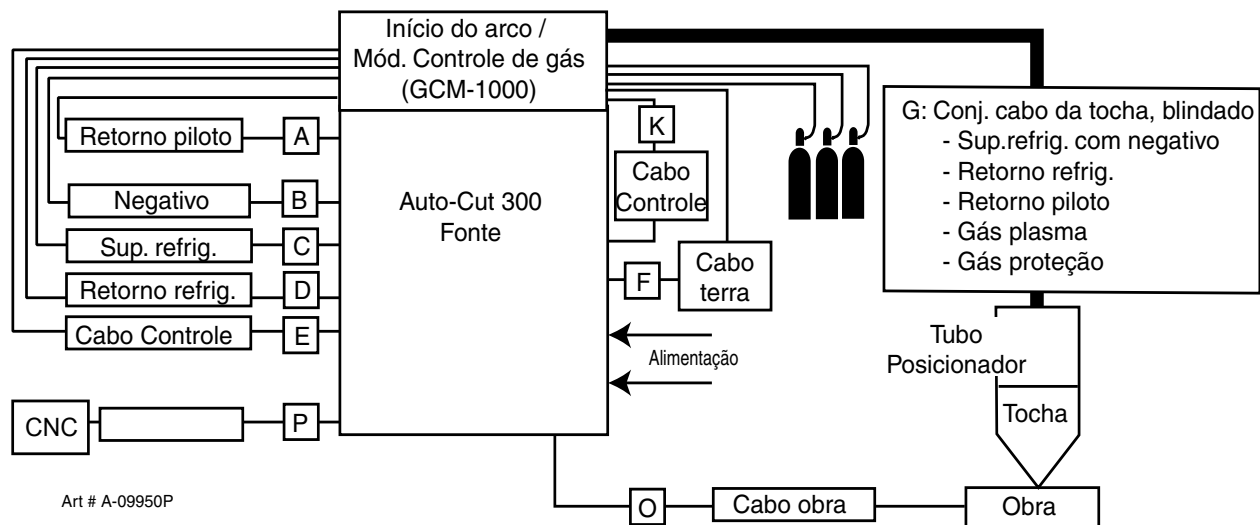 Início do arco /
Mód. Controle de gás
(GCM-1000)
Retorno piloto
A
Negativo
B
Sup. refrig.
C
Retorno refrig.
D
Cabo Controle
E
CNC
P
Auto-Cut 300
Fonte
K
Cabo
Controle
F
Cabo
terra
Alimentação
G: Conj. cabo da tocha, blindado
- Sup.refrig. com negativo
- Retorno refrig.
- Retorno piloto
- Gás plasma
- Gás proteção
Tubo
Posicionador
Tocha
O
Cabo obra
Obra
Art # A-09950P